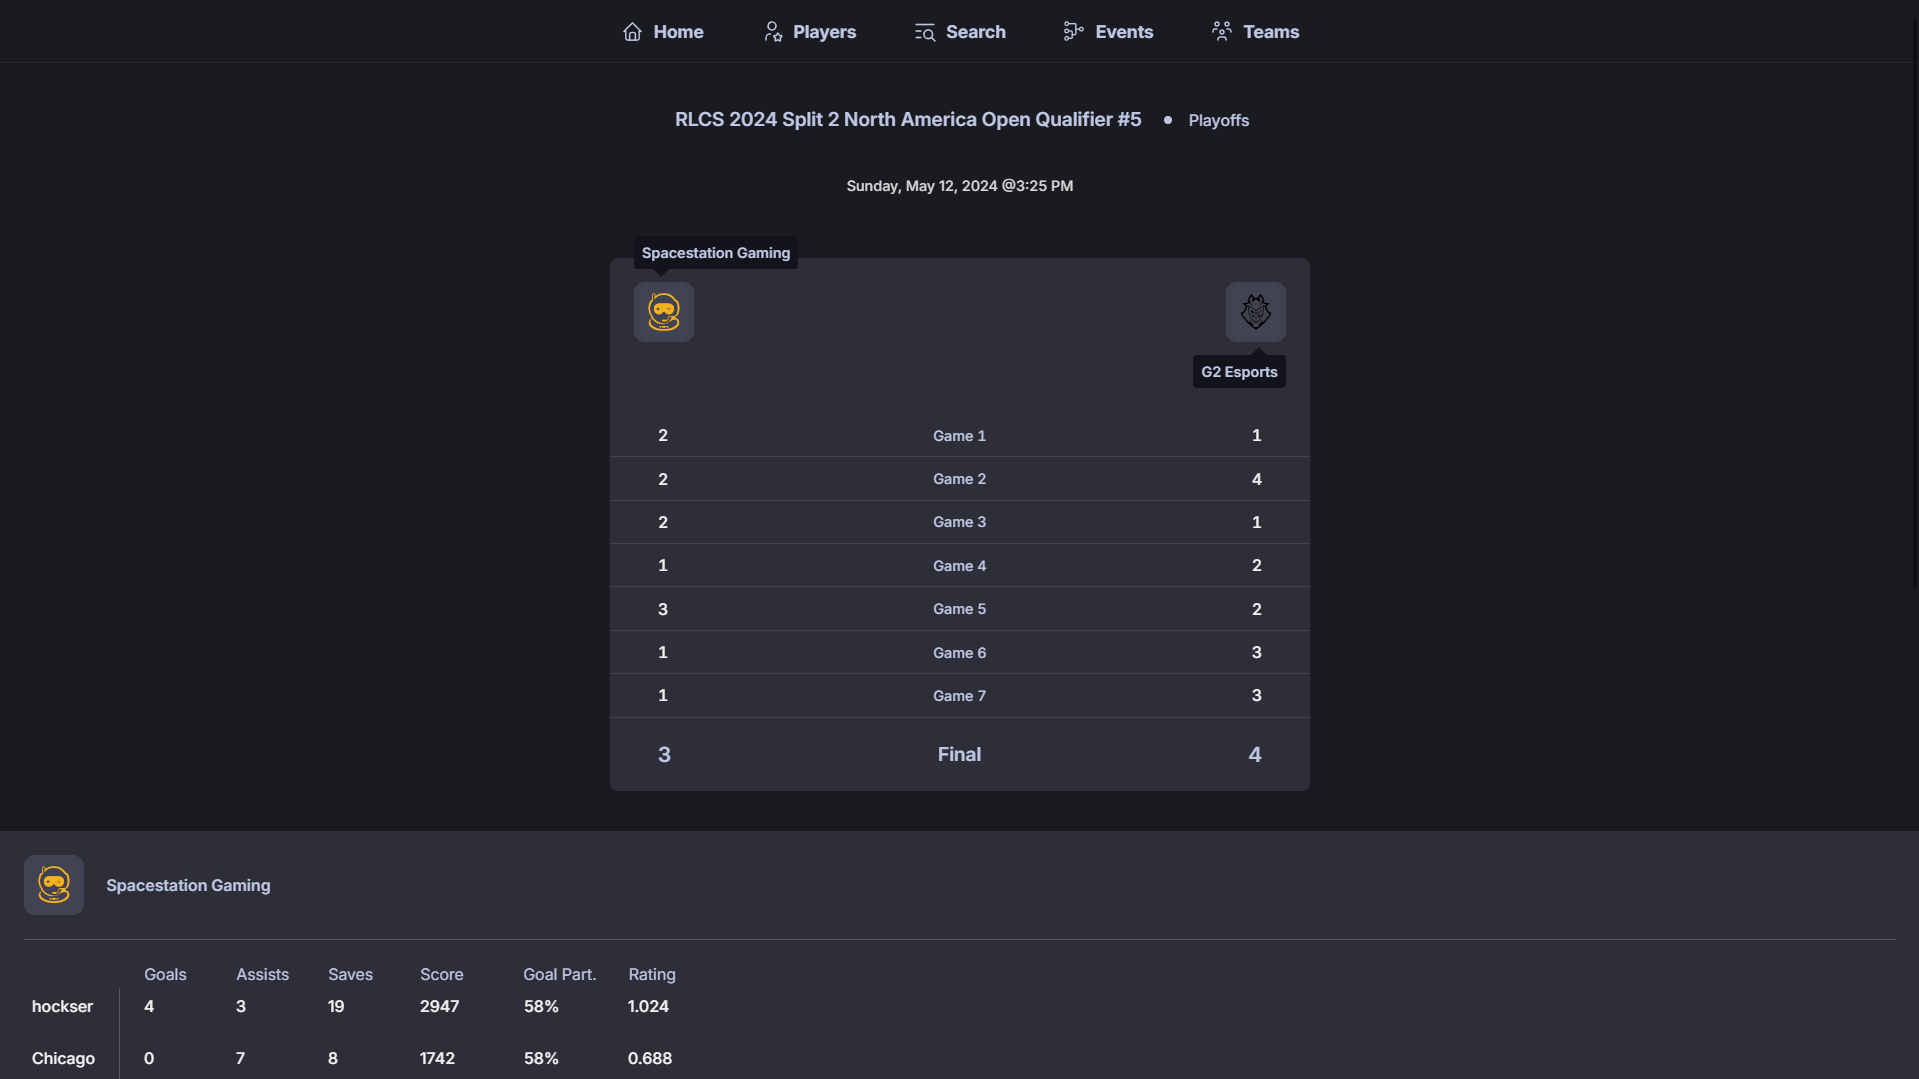 Home Players Search Events Teams
RLCS 2024 Split 2 North America Open Qualifier #5 • Playoffs
Sunday, May 12, 2024 @3:25 PM
Spacestation Gaming
G2 Esports
2 Game 1 1
2 Game 2 4
2 Game 3 1
1 Game 4 2
3 Game 5 2
1 Game 6 3
1 Game 7 3
3 Final 4
Spacestation Gaming
Goals Assists Saves Score Goal Part. Rating
hockser 4 3 19 2947 58% 1.024
Chicago 0 7 8 1742 58% 0.688